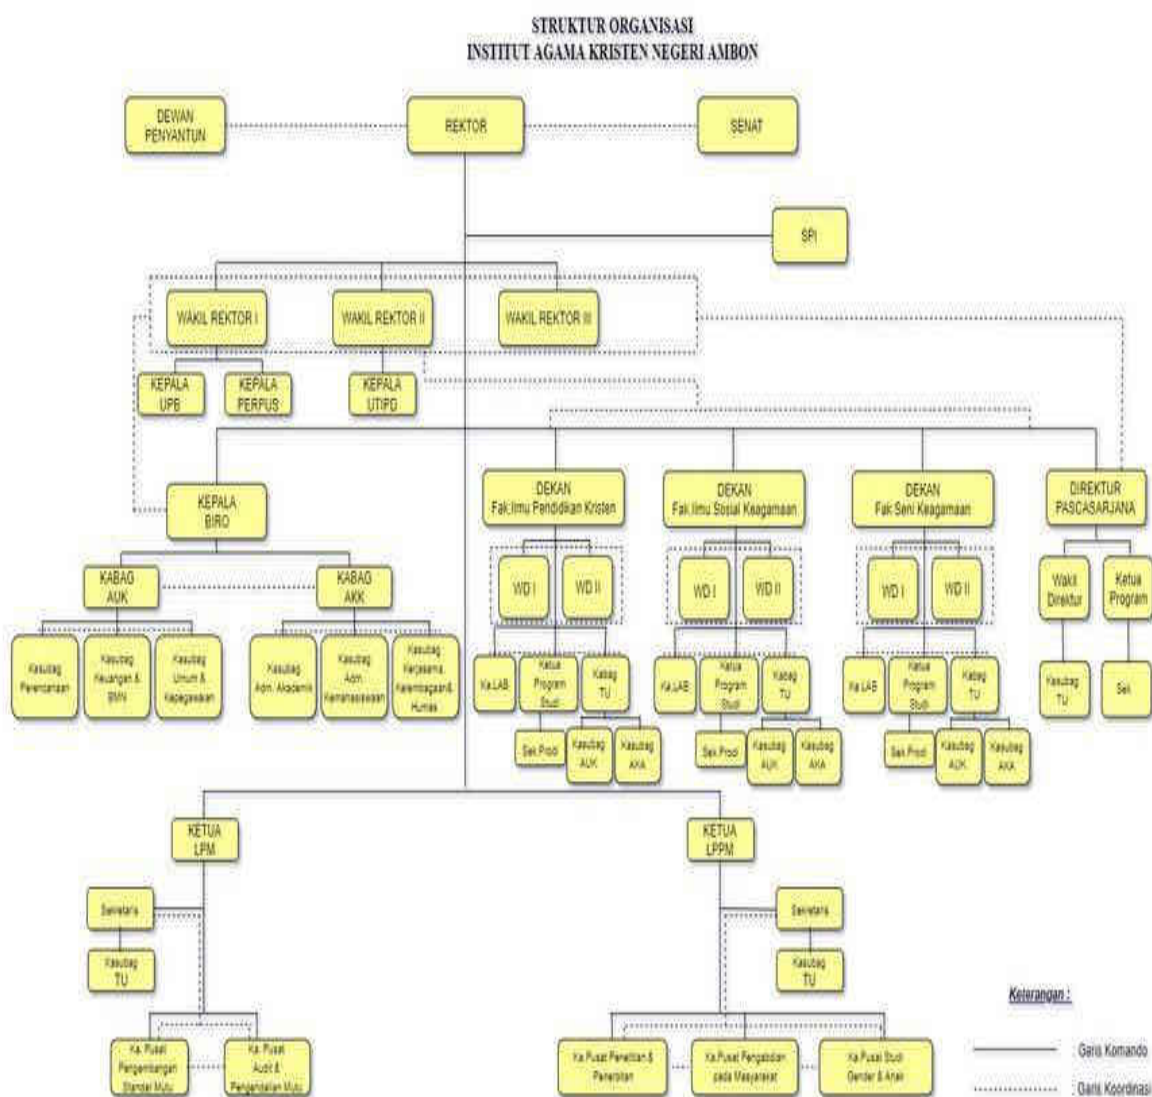 STRUKTUR ORGANISASI
INSTITUT AGAMA KRISTEN NEGERI AMBON
DEWAN
PENYANTUN
REKTOR
SENAT
SPI
WAKIL REKTOR I
WAKIL REKTOR II
WAKIL REKTOR III
KEPALA
UPB
KEPALA
PERPUS
KEPALA
UTIPD
KEPALA
BIRO
DEKAN
Fak.Ilmu Pendidikan Kristen
DEKAN
Fak.Ilmu Sosial Keagamaan
DEKAN
Fak.Seni Keagamaan
DIREKTUR
PASCASARJANA
KABAG
AUK
KABAG
AKK
WD I
WD II
WD I
WD II
WD I
WD II
Wakil
Direktur
Ketua
Program
Kasubag
Perencanaan
Kasubag
Keuangan &
BMN
Kasubag
Umum &
Kepegawaian
Kasubag
Adm. Akademik
Kasubag
Adm.
Kemahasiswaan
Kasubag
Kerjasama,
Kelembagaan&
Humas
Ka.LAB
Ketua
Program
Studi
Kabag
TU
Ka.LAB
Ketua
Program
Studi
Kabag
TU
Ka.LAB
Ketua
Program
Studi
Kabag
TU
Kasubag
TU
Sek
Sek.Prodi
Kasubag
AUK
Kasubag
AKA
Sek.Prodi
Kasubag
AUK
Kasubag
AKA
Sek.Prodi
Kasubag
AUK
Kasubag
AKA
KETUA
LPM
KETUA
LPPM
Sekretaris
Kasubag
TU
Sekretaris
Kasubag
TU
Ka. Pusat
Pengembangan
Standar Mutu
Ka. Pusat
Audit &
Pengendalian Mutu
Ka.Pusat Penelitian &
Penerbitan
Ka.Pusat Pengabdian
pada Masyarakat
Ka.Pusat Studi
Gender & Anak
Keterangan :
Garis Komando
: Garis Koordinasi